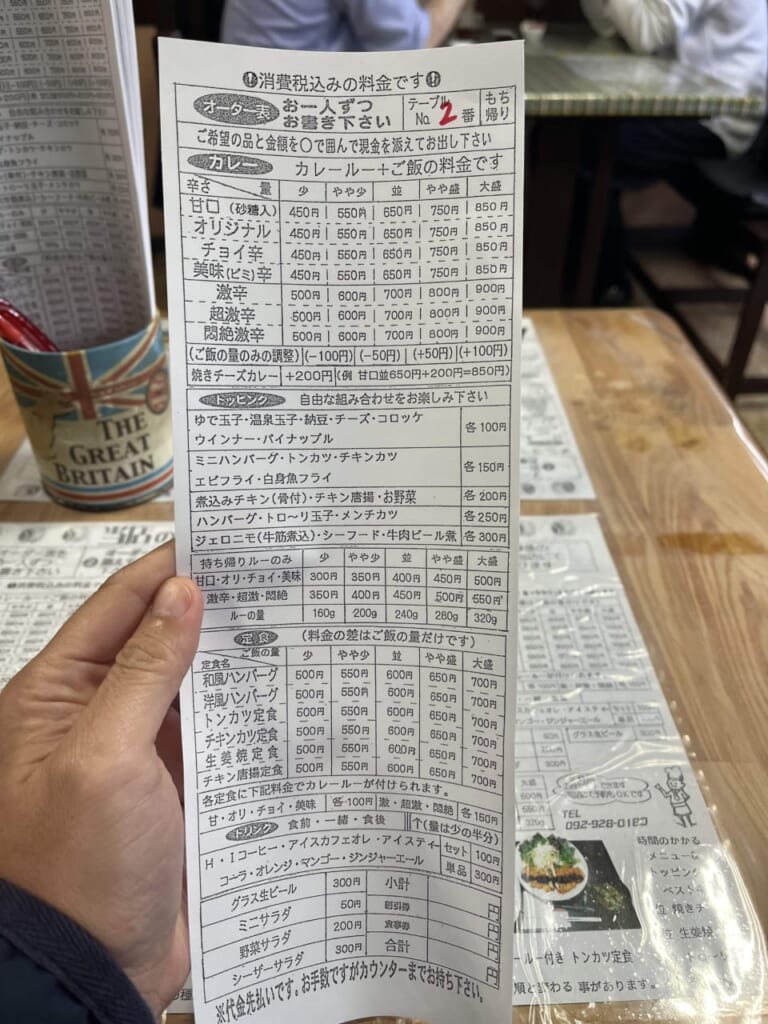 ‼消費税込みの料金です‼
オーダー表 お一人ずつ お書き下さい テーブル No. 2 番 もち帰り
ご希望の品と金額を〇で囲んで現金を添えてお出し下さい
カレー カレールー+ご飯の料金です
辛さ 量 少 やや少 並 やや盛 大盛
甘口(砂糖入) 450円 550円 650円 750円 850円
オリジナル 450円 550円 650円 750円 850円
チョイ辛 450円 550円 650円 750円 850円
美味(ビミ)辛 450円 550円 650円 750円 850円
激辛 500円 600円 700円 800円 900円
超激辛 500円 600円 700円 800円 900円
悶絶激辛 500円 600円 700円 800円 900円
(ご飯の量のみの調整) (-100円) (-50円) (+50円) (+100円)
焼きチーズカレー +200円 (例 甘口並650円+200円=850円)
トッピング 自由な組み合わせをお楽しみ下さい
ゆで玉子・温泉玉子・納豆・チーズ・コロッケ
ウインナー・パイナップル 各100円
ミニハンバーグ・トンカツ・チキンカツ
エビフライ・白身魚フライ 各150円
煮込みチキン(骨付)・チキン唐揚・お野菜 各200円
ハンバーグ・トロ〜リ玉子・メンチカツ 各250円
ジェロニモ(牛筋煮込)・シーフード・牛肉ビール煮 各300円
持ち帰りルーのみ 少 やや少 並 やや盛 大盛
甘口・オリ・チョイ・美味 300円 350円 400円 450円 500円
激辛・超激・悶絶 350円 400円 450円 500円 550円
ルーの量 160g 200g 240g 280g 320g
定食 (料金の差はご飯の量だけです)
定食名 ご飯の量 少 やや少 並 やや盛 大盛
和風ハンバーグ 500円 550円 600円 650円 700円
洋風ハンバーグ 500円 550円 600円 650円 700円
トンカツ定食 500円 550円 600円 650円 700円
チキンカツ定食 500円 550円 600円 650円 700円
生姜焼定食 500円 550円 600円 650円 700円
チキン唐揚定食 500円 550円 600円 650円 700円
各定食に下記料金でカレールーが付けられます。
甘・オリ・チョイ・美味 各100円 激・超激・悶絶 各150円
ドリンク 食前・一緒・食後 ↑(量は少の半分)
H・Iコーヒー・アイスカフェオレ・アイスティー セット 100円
コーラ・オレンジ・マンゴー・ジンジャーエール 単品 300円
グラス生ビール 300円 小計 円
ミニサラダ 50円 割引券 円
野菜サラダ 200円 食事券 円
シーザーサラダ 300円 合計 円
※代金先払いです。お手数ですがカウンターまでお持ち下さい。
THE
GREAT
BRITAIN
TEL
092-928-0183
時間のかかる
メニュー
トッピン
ベスト
焼きチ
生姜焼
ルー付き トンカツ定食